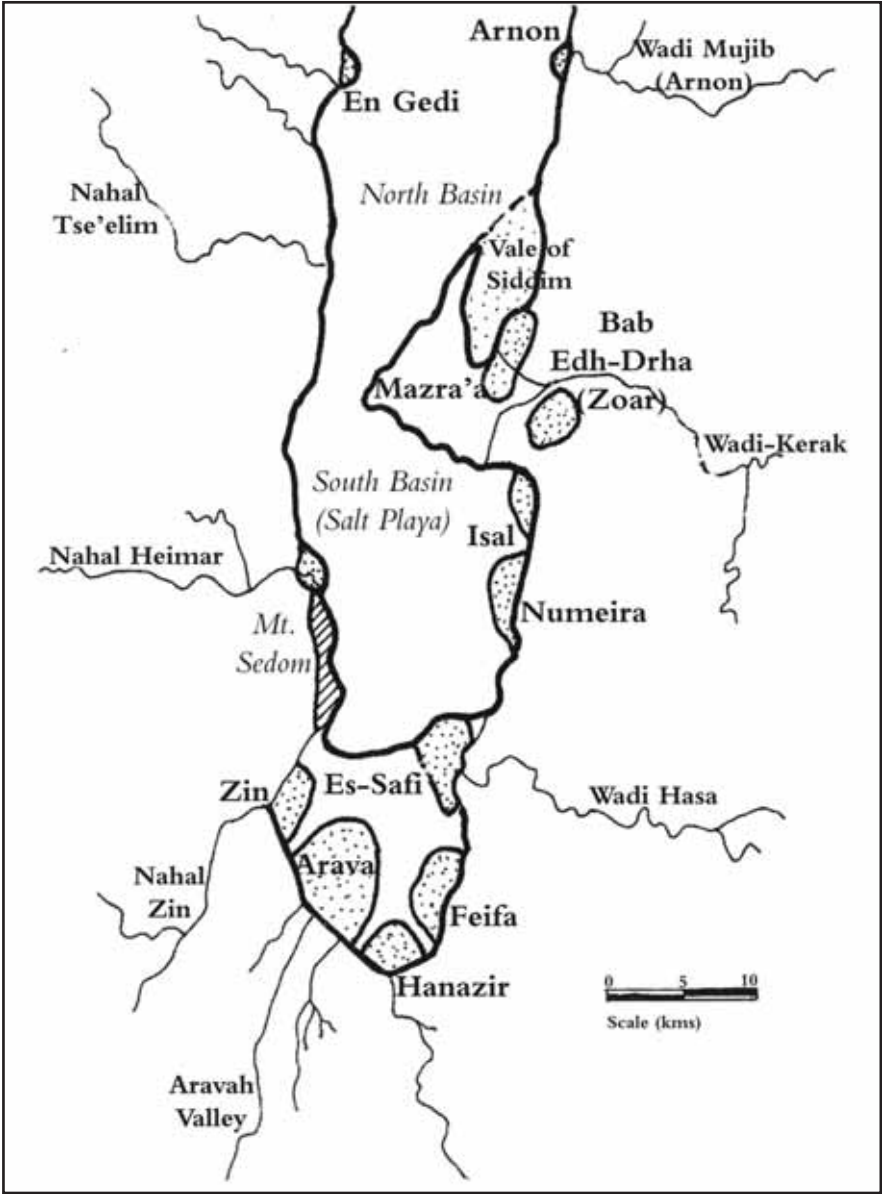 Arnon
Wadi Mujib
(Arnon)
En Gedi
North Basin
Nahal
Tse'elim
Vale of
Siddim
Bab
Edh-Drha
(Zoar)
Mazra'a
Wadi-Kerak
South Basin
(Salt Playa)
Isal
Nahal Heimar
Numeira
Mt.
Sedom
Es-Safi
Zin
Wadi Hasa
Arava
Nahal
Zin
Feifa
Hanazir
0 5 10
Scale (kms)
Aravah
Valley